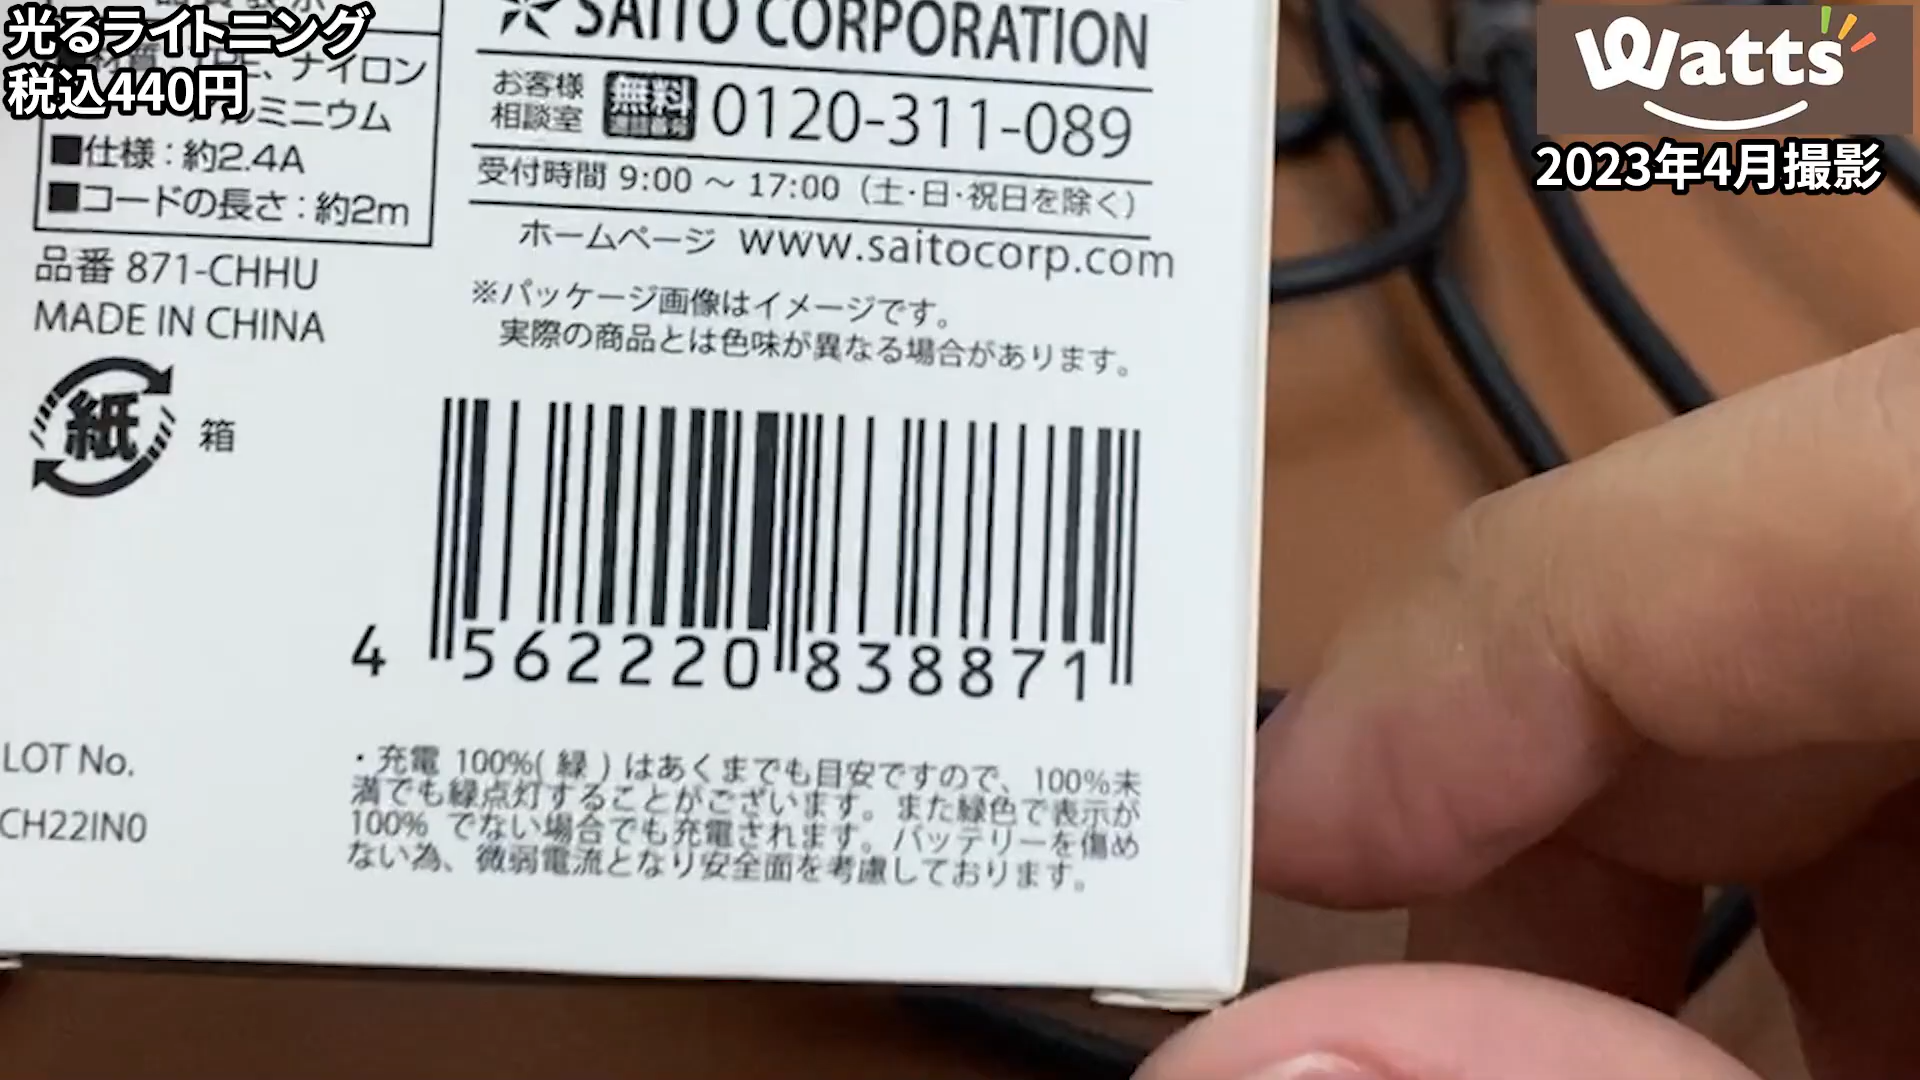 光るライトニング
税込440円
Watts
2023年4月撮影
SAITO CORPORATION
お客様
相談室
無料
0120-311-089
受付時間 9:00 ～ 17:00（土・日・祝日を除く）
ホームページ www.saitocorp.com
※パッケージ画像はイメージです。
実際の商品とは色味が異なる場合があります。
ナイロン
ミニウム
■仕様：約2.4A
■コードの長さ：約2m
品番 871-CHHU
MADE IN CHINA
紙
箱
4 562220 838871
LOT No.
CH22IN0
・充電 100%( 緑 ) はあくまでも目安ですので、100%未
満でも緑点灯することがございます。また緑色で表示が
100% でない場合でも充電されます。バッテリーを傷め
ない為、微弱電流となり安全面を考慮しております。